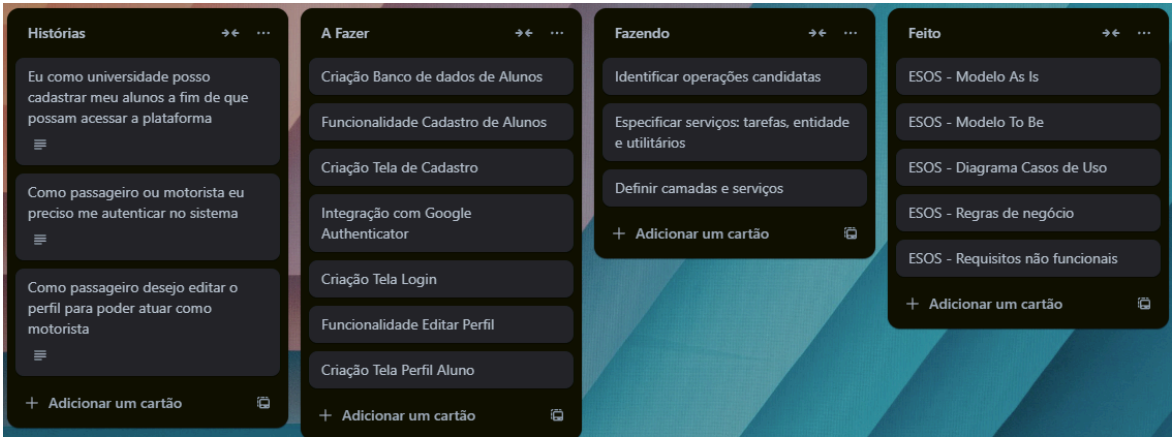 Histórias
Eu como universidade posso
cadastrar meu alunos a fim de que
possam acessar a plataforma
Como passageiro ou motorista eu
preciso me autenticar no sistema
Como passageiro desejo editar o
perfil para poder atuar como
motorista
+ Adicionar um cartão
A Fazer
Criação Banco de dados de Alunos
Funcionalidade Cadastro de Alunos
Criação Tela de Cadastro
Integração com Google
Authenticator
Criação Tela Login
Funcionalidade Editar Perfil
Criação Tela Perfil Aluno
+ Adicionar um cartão
Fazendo
Identificar operações candidatas
Especificar serviços: tarefas, entidade
e utilitários
Definir camadas e serviços
+ Adicionar um cartão
Feito
ESOS - Modelo As Is
ESOS - Modelo To Be
ESOS - Diagrama Casos de Uso
ESOS - Regras de negócio
ESOS - Requisitos não funcionais
+ Adicionar um cartão